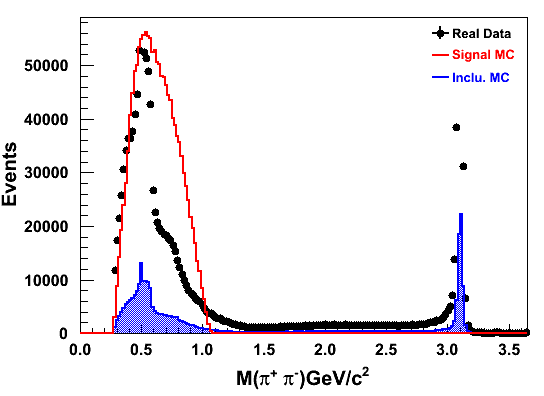 Real Data
Signal MC
Inclu. MC
50000
40000
30000
20000
10000
0
Events
0.0 0.5 1.0 1.5 2.0 2.5 3.0 3.5
M(π⁺ π⁻)GeV/c²